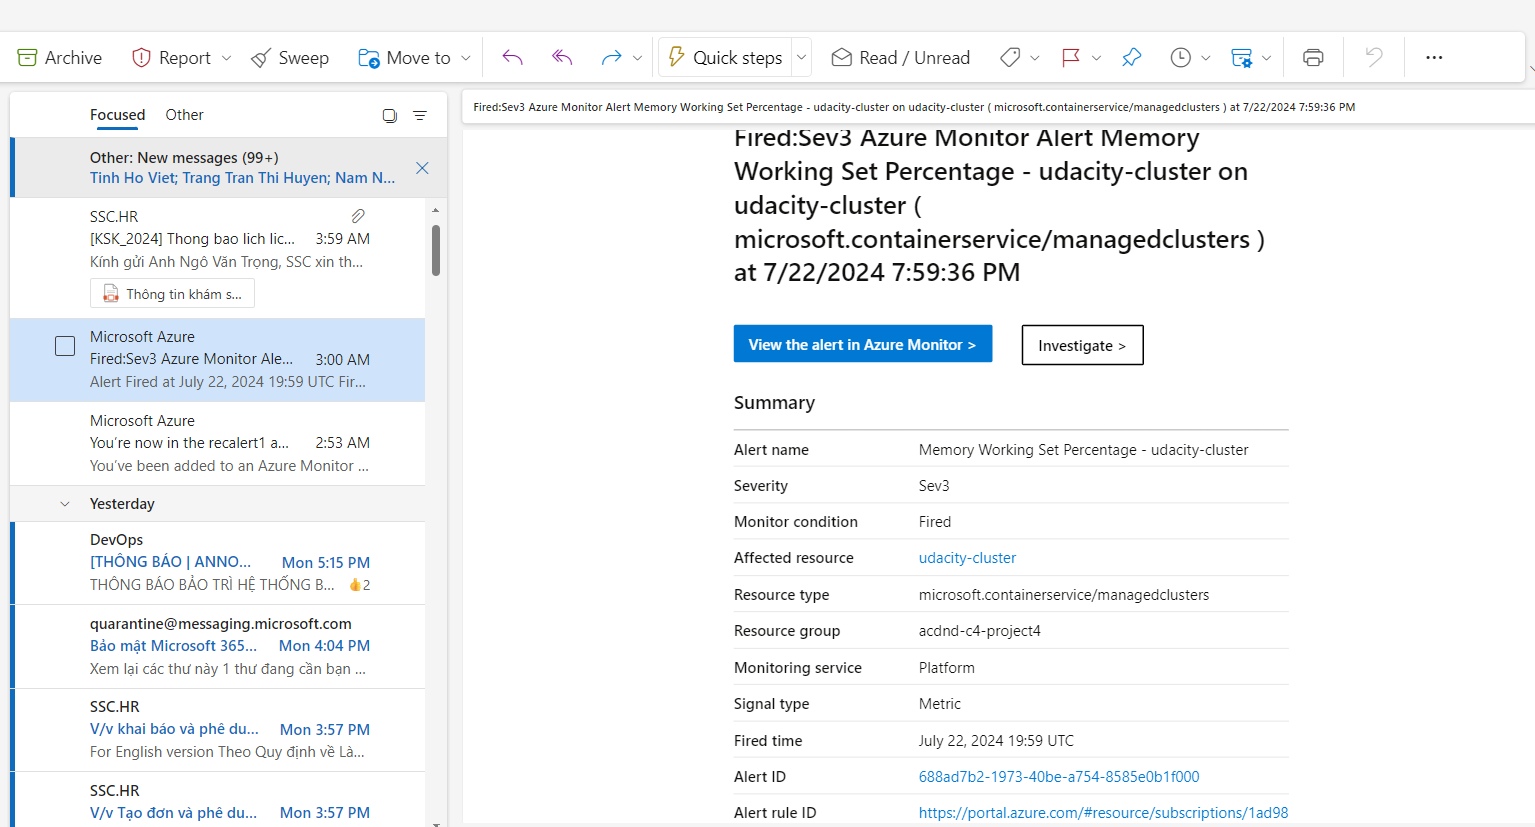 Archive Report Sweep Move to Quick steps Read / Unread
Focused Other
Other: New messages (99+)
Tinh Ho Viet; Trang Tran Thi Huyen; Nam N...
SSC.HR
[KSK_2024] Thong bao lich lic... 3:59 AM
Kính gửi Anh Ngô Văn Trọng, SSC xin th...
Thông tin khám s...
Microsoft Azure
Fired:Sev3 Azure Monitor Ale... 3:00 AM
Alert Fired at July 22, 2024 19:59 UTC Fir...
Microsoft Azure
You're now in the recalert1 a... 2:53 AM
You've been added to an Azure Monitor ...
Yesterday
DevOps
[THÔNG BÁO | ANNO... Mon 5:15 PM
THÔNG BÁO BẢO TRÌ HỆ THỐNG B... 2
quarantine@messaging.microsoft.com
Bảo mật Microsoft 365... Mon 4:04 PM
Xem lại các thư này 1 thư đang cần bạn ...
SSC.HR
V/v khai báo và phê du... Mon 3:57 PM
For English version Theo Quy định về Là...
SSC.HR
V/v Tạo đơn và phê du... Mon 3:57 PM
Fired:Sev3 Azure Monitor Alert Memory Working Set Percentage - udacity-cluster on udacity-cluster ( microsoft.containerservice/managedclusters ) at 7/22/2024 7:59:36 PM
Fired:Sev3 Azure Monitor Alert Memory
Working Set Percentage - udacity-cluster on
udacity-cluster (
microsoft.containerservice/managedclusters )
at 7/22/2024 7:59:36 PM
View the alert in Azure Monitor > Investigate >
Summary
Alert name Memory Working Set Percentage - udacity-cluster
Severity Sev3
Monitor condition Fired
Affected resource udacity-cluster
Resource type microsoft.containerservice/managedclusters
Resource group acdnd-c4-project4
Monitoring service Platform
Signal type Metric
Fired time July 22, 2024 19:59 UTC
Alert ID 688ad7b2-1973-40be-a754-8585e0b1f000
Alert rule ID https://portal.azure.com/#resource/subscriptions/1ad98